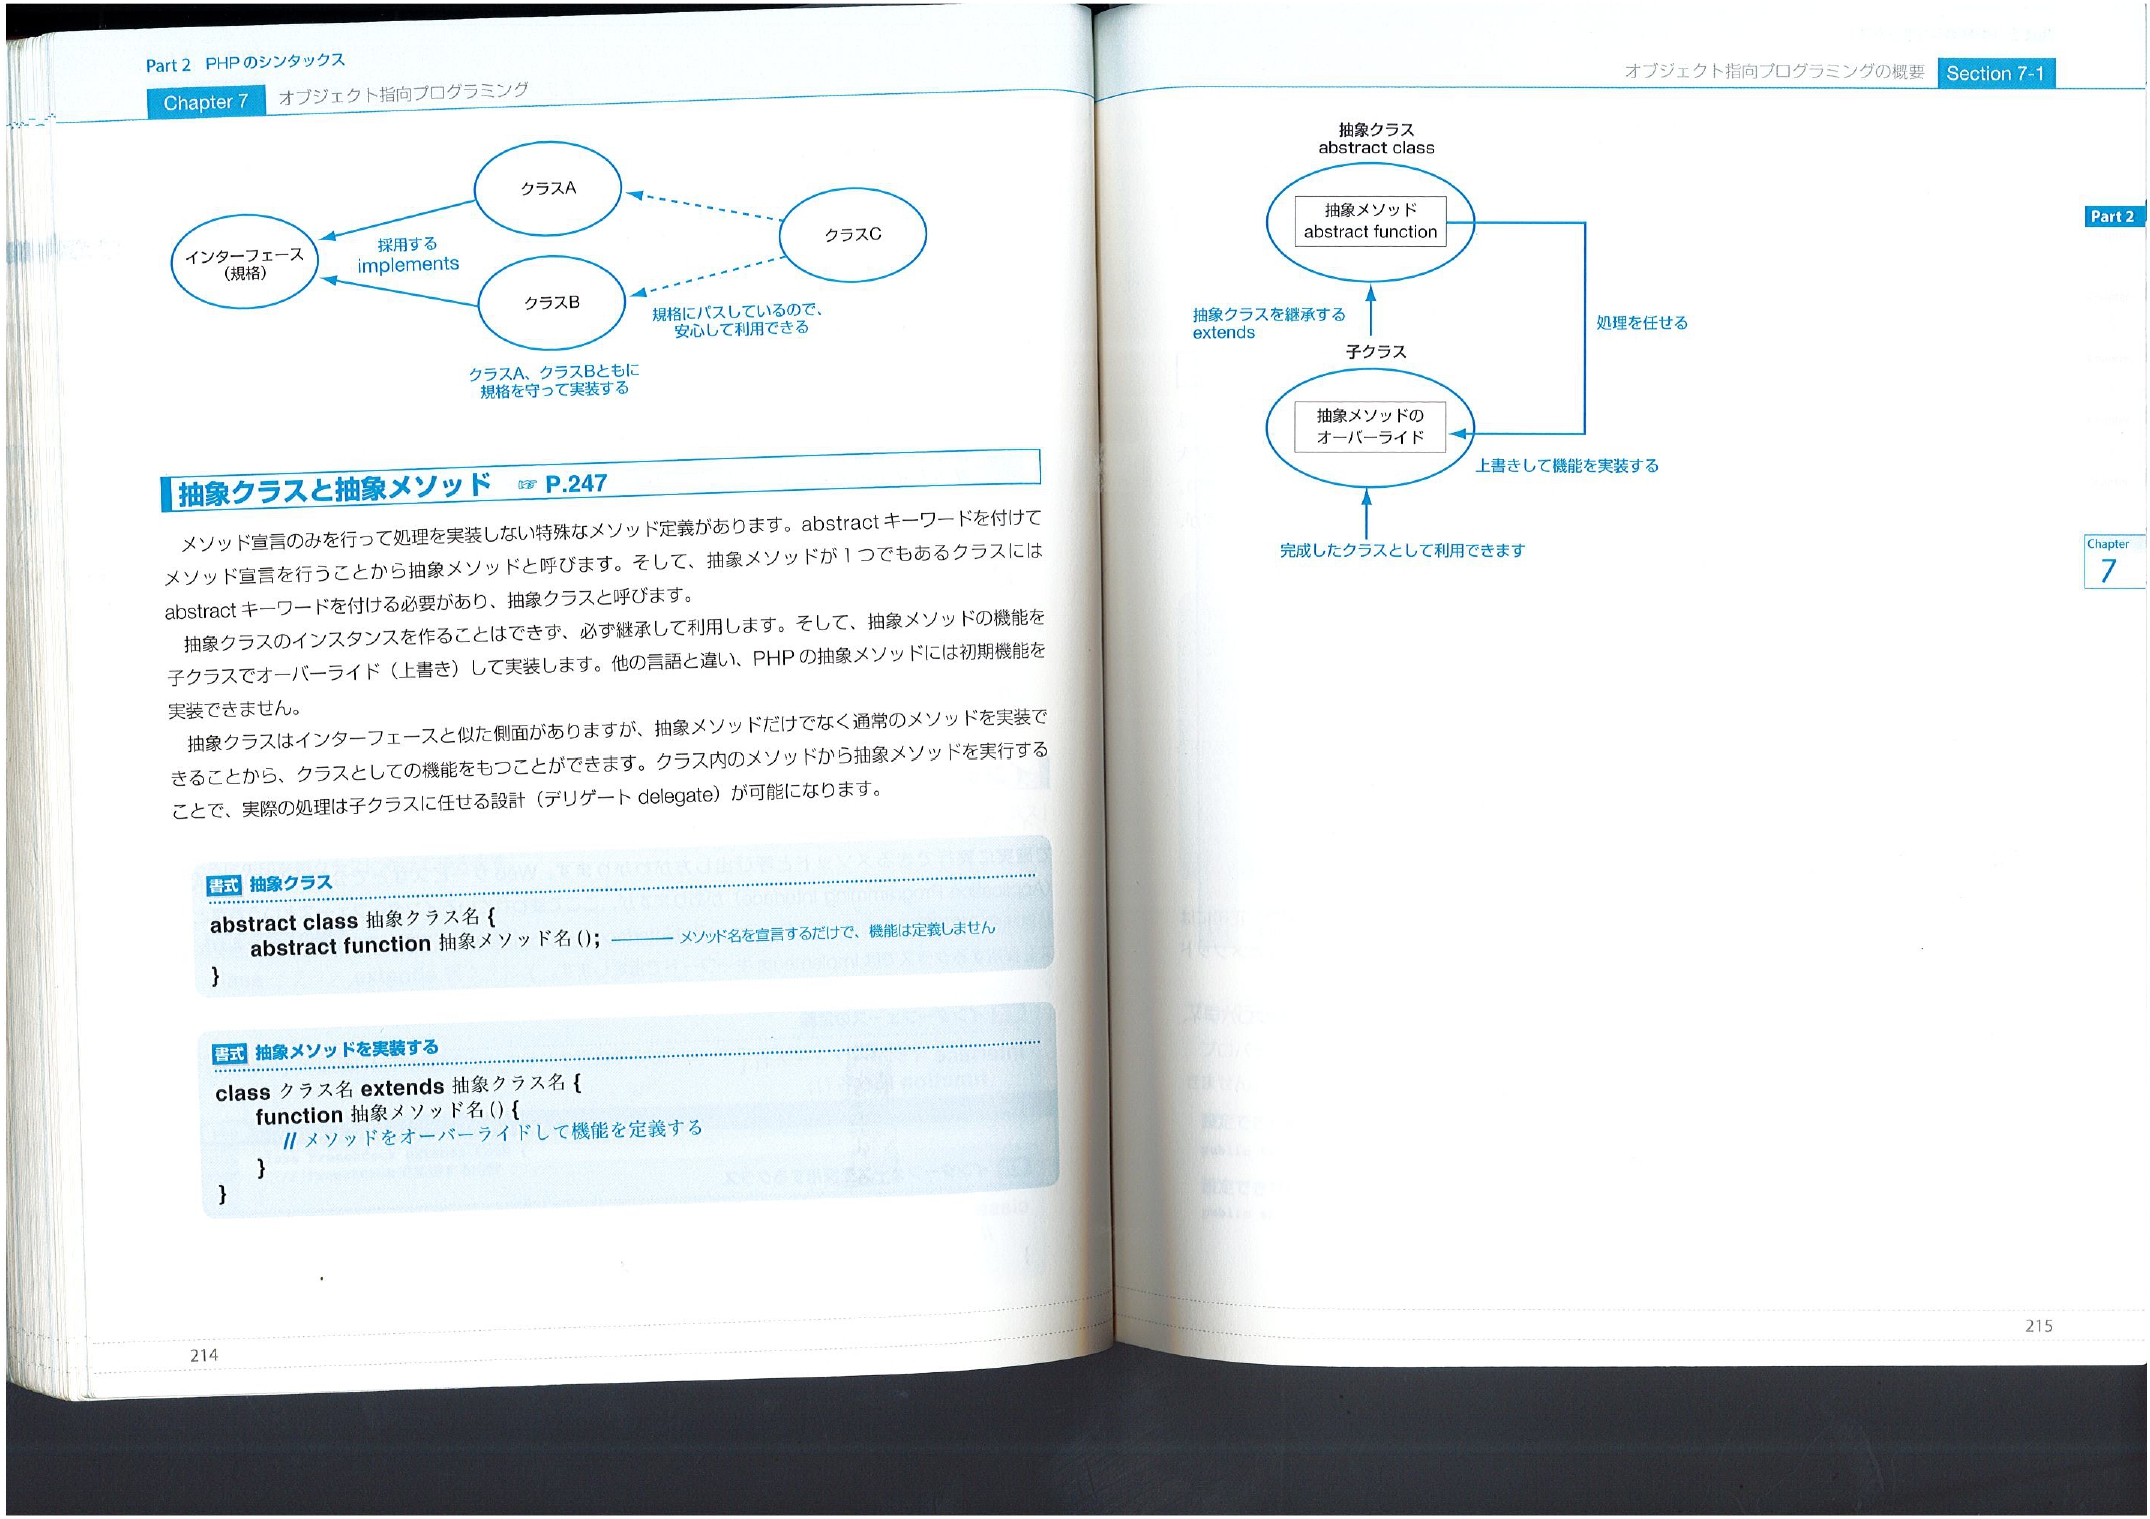 Part 2 PHPのシンタックス
Chapter 7 オブジェクト指向プログラミング
クラスA
クラスC
インターフェース
（規格）
採用する
implements
クラスB
規格にパスしているので、
安心して利用できる
クラスA、クラスBともに
規格を守って実装する
抽象クラスと抽象メソッド ☞ P.247
メソッド宣言のみを行って処理を実装しない特殊なメソッド定義があります。abstractキーワードを付けて
メソッド宣言を行うことから抽象メソッドと呼びます。そして、抽象メソッドが1つでもあるクラスには
abstractキーワードを付ける必要があり、抽象クラスと呼びます。
抽象クラスのインスタンスを作ることはできず、必ず継承して利用します。そして、抽象メソッドの機能を
子クラスでオーバーライド（上書き）して実装します。他の言語と違い、PHPの抽象メソッドには初期機能を
実装できません。
抽象クラスはインターフェースと似た側面がありますが、抽象メソッドだけでなく通常のメソッドを実装で
きることから、クラスとしての機能をもつことができます。クラス内のメソッドから抽象メソッドを実行する
ことで、実際の処理は子クラスに任せる設計（デリゲート delegate）が可能になります。
書式 抽象クラス
abstract class 抽象クラス名 {
abstract function 抽象メソッド名(); メソッド名を宣言するだけで、機能は定義しません
}
書式 抽象メソッドを実装する
class クラス名 extends 抽象クラス名 {
function 抽象メソッド名() {
// メソッドをオーバーライドして機能を定義する
}
}
214
オブジェクト指向プログラミングの概要 Section 7-1
抽象クラス
abstract class
抽象メソッド
abstract function
Part 2
抽象クラスを継承する
extends
処理を任せる
子クラス
抽象メソッドの
オーバーライド
上書きして機能を実装する
完成したクラスとして利用できます
Chapter
7
215